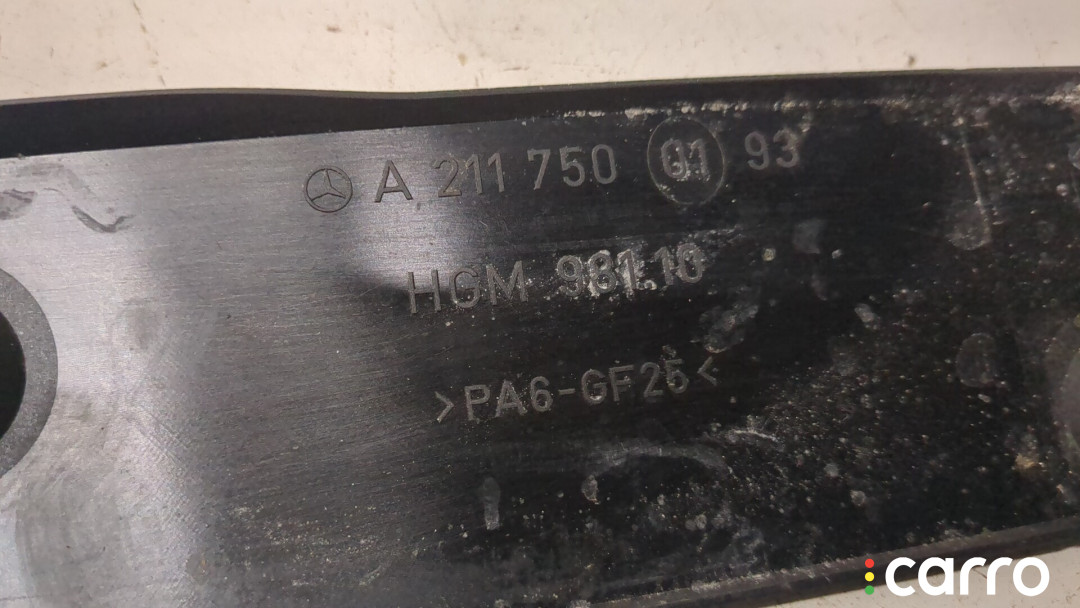 A 211 750 01 93
HGM 981.10
>PA6-GF25<
carro